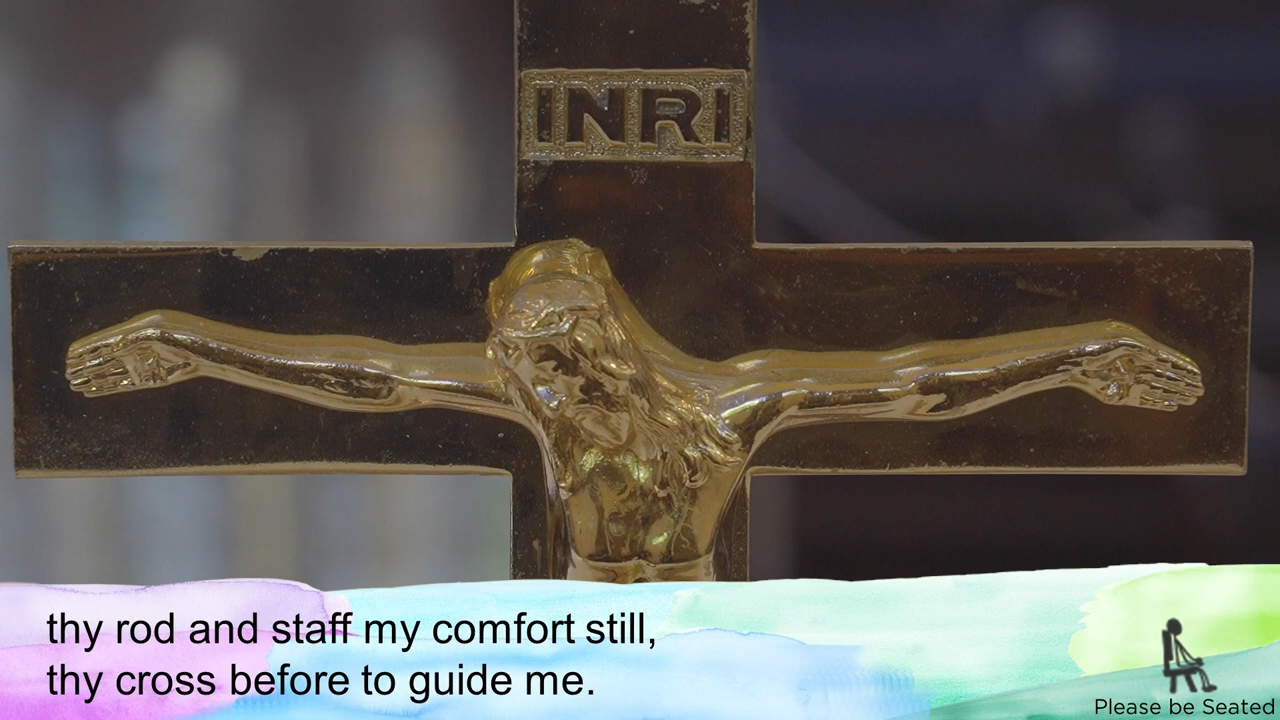 INRI
thy rod and staff my comfort still,
thy cross before to guide me.
Please be Seated